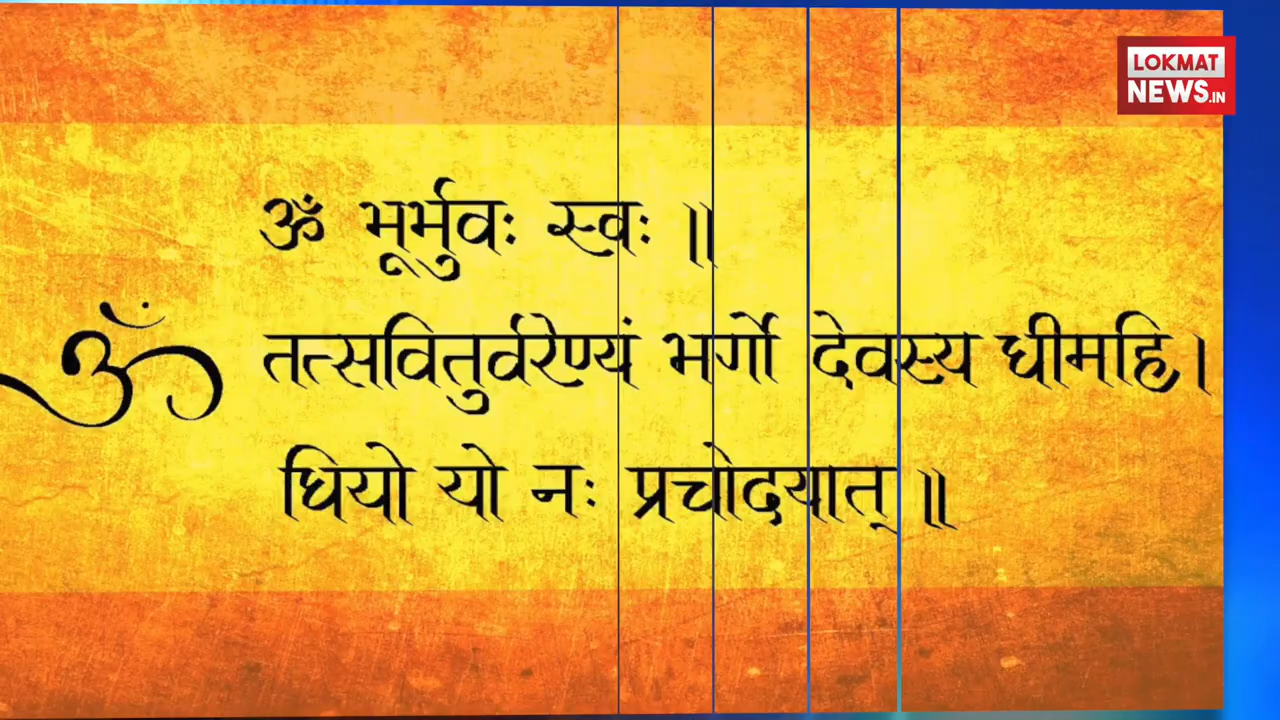 LOKMAT
NEWS.IN
ॐ भूर्भुवः स्वः ॥
ॐ
तत्सवितुर्वरेण्यं भर्गो देवस्य धीमहि।
धियो यो नः प्रचोदयात् ॥